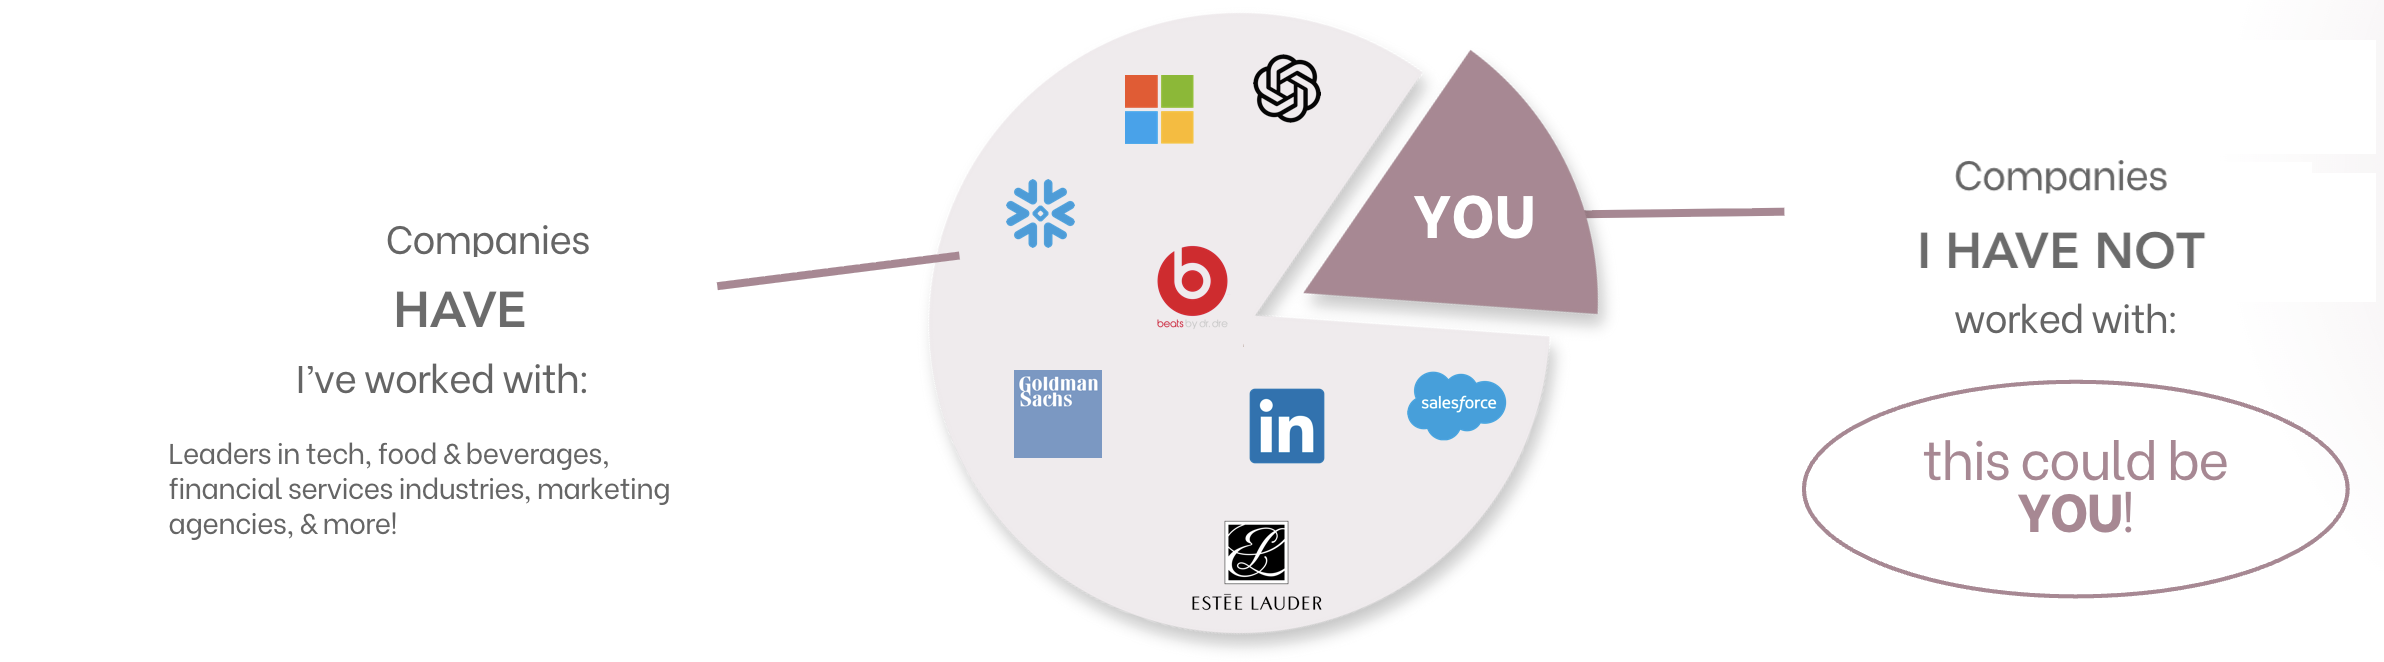 Companies
HAVE
I've worked with:
Leaders in tech, food & beverages,
financial services industries, marketing
agencies, & more!
beats by dr. dre
Goldman
Sachs
in
salesforce
ESTĒE LAUDER
YOU
Companies
I HAVE NOT
worked with:
this could be
YOU!